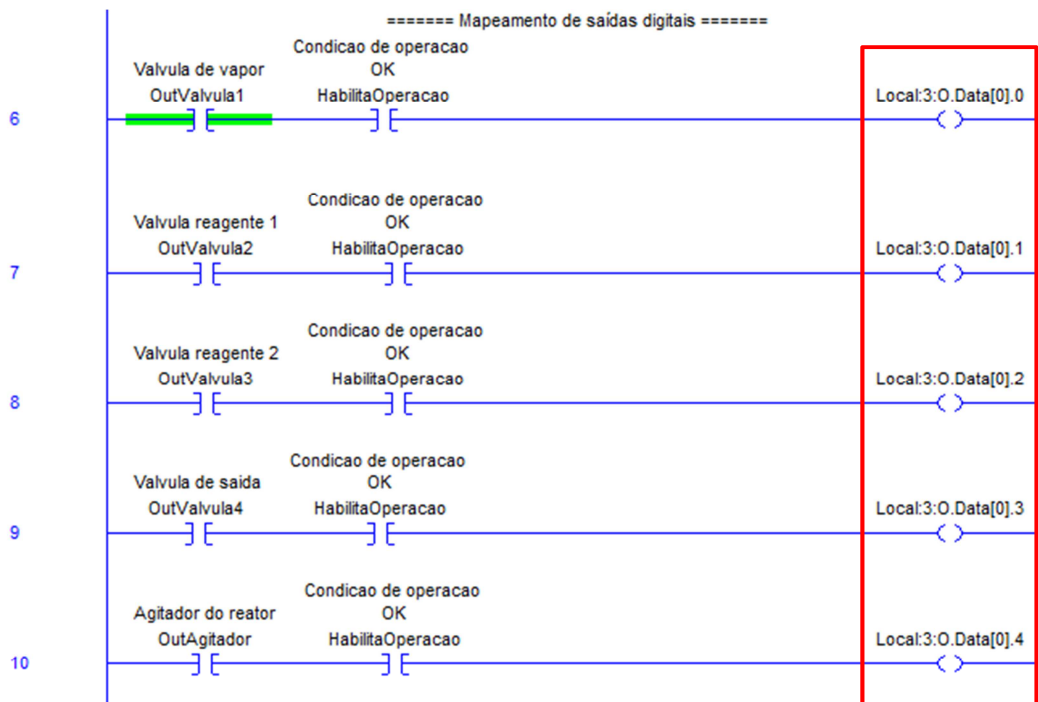 ======= Mapeamento de saídas digitais =======
Condicao de operacao
Valvula de vapor OK
OutValvula1 HabilitaOperacao Local:3:O.Data[0].0
6
Condicao de operacao
Valvula reagente 1 OK
OutValvula2 HabilitaOperacao Local:3:O.Data[0].1
7
Condicao de operacao
Valvula reagente 2 OK
OutValvula3 HabilitaOperacao Local:3:O.Data[0].2
8
Condicao de operacao
Valvula de saida OK
OutValvula4 HabilitaOperacao Local:3:O.Data[0].3
9
Condicao de operacao
Agitador do reator OK
OutAgitador HabilitaOperacao Local:3:O.Data[0].4
10